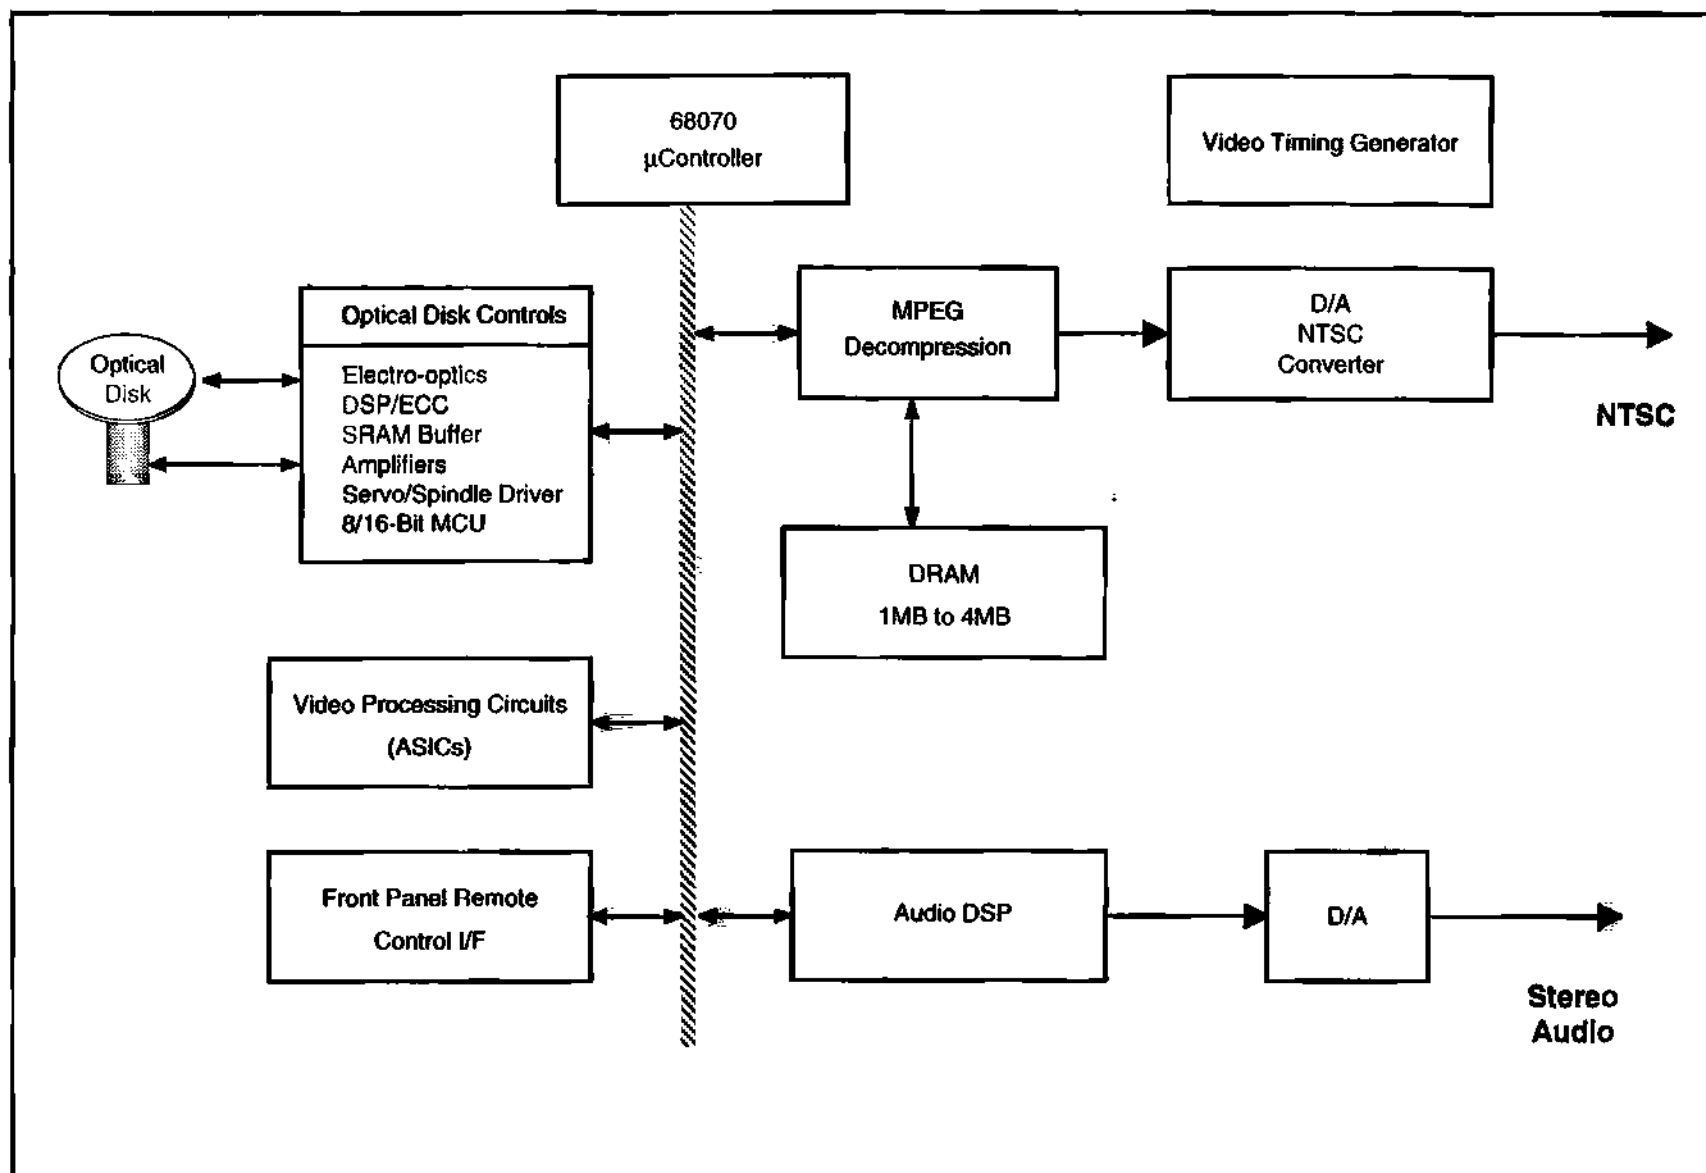 68070
µController
Video Timing Generator
Optical Disk Controls
Electro-optics
DSP/ECC
SRAM Buffer
Amplifiers
Servo/Spindle Driver
8/16-Bit MCU
Optical
Disk
MPEG
Decompression
D/A
NTSC
Converter
NTSC
DRAM
1MB to 4MB
Video Processing Circuits
(ASICs)
Front Panel Remote
Control I/F
Audio DSP
D/A
Stereo
Audio